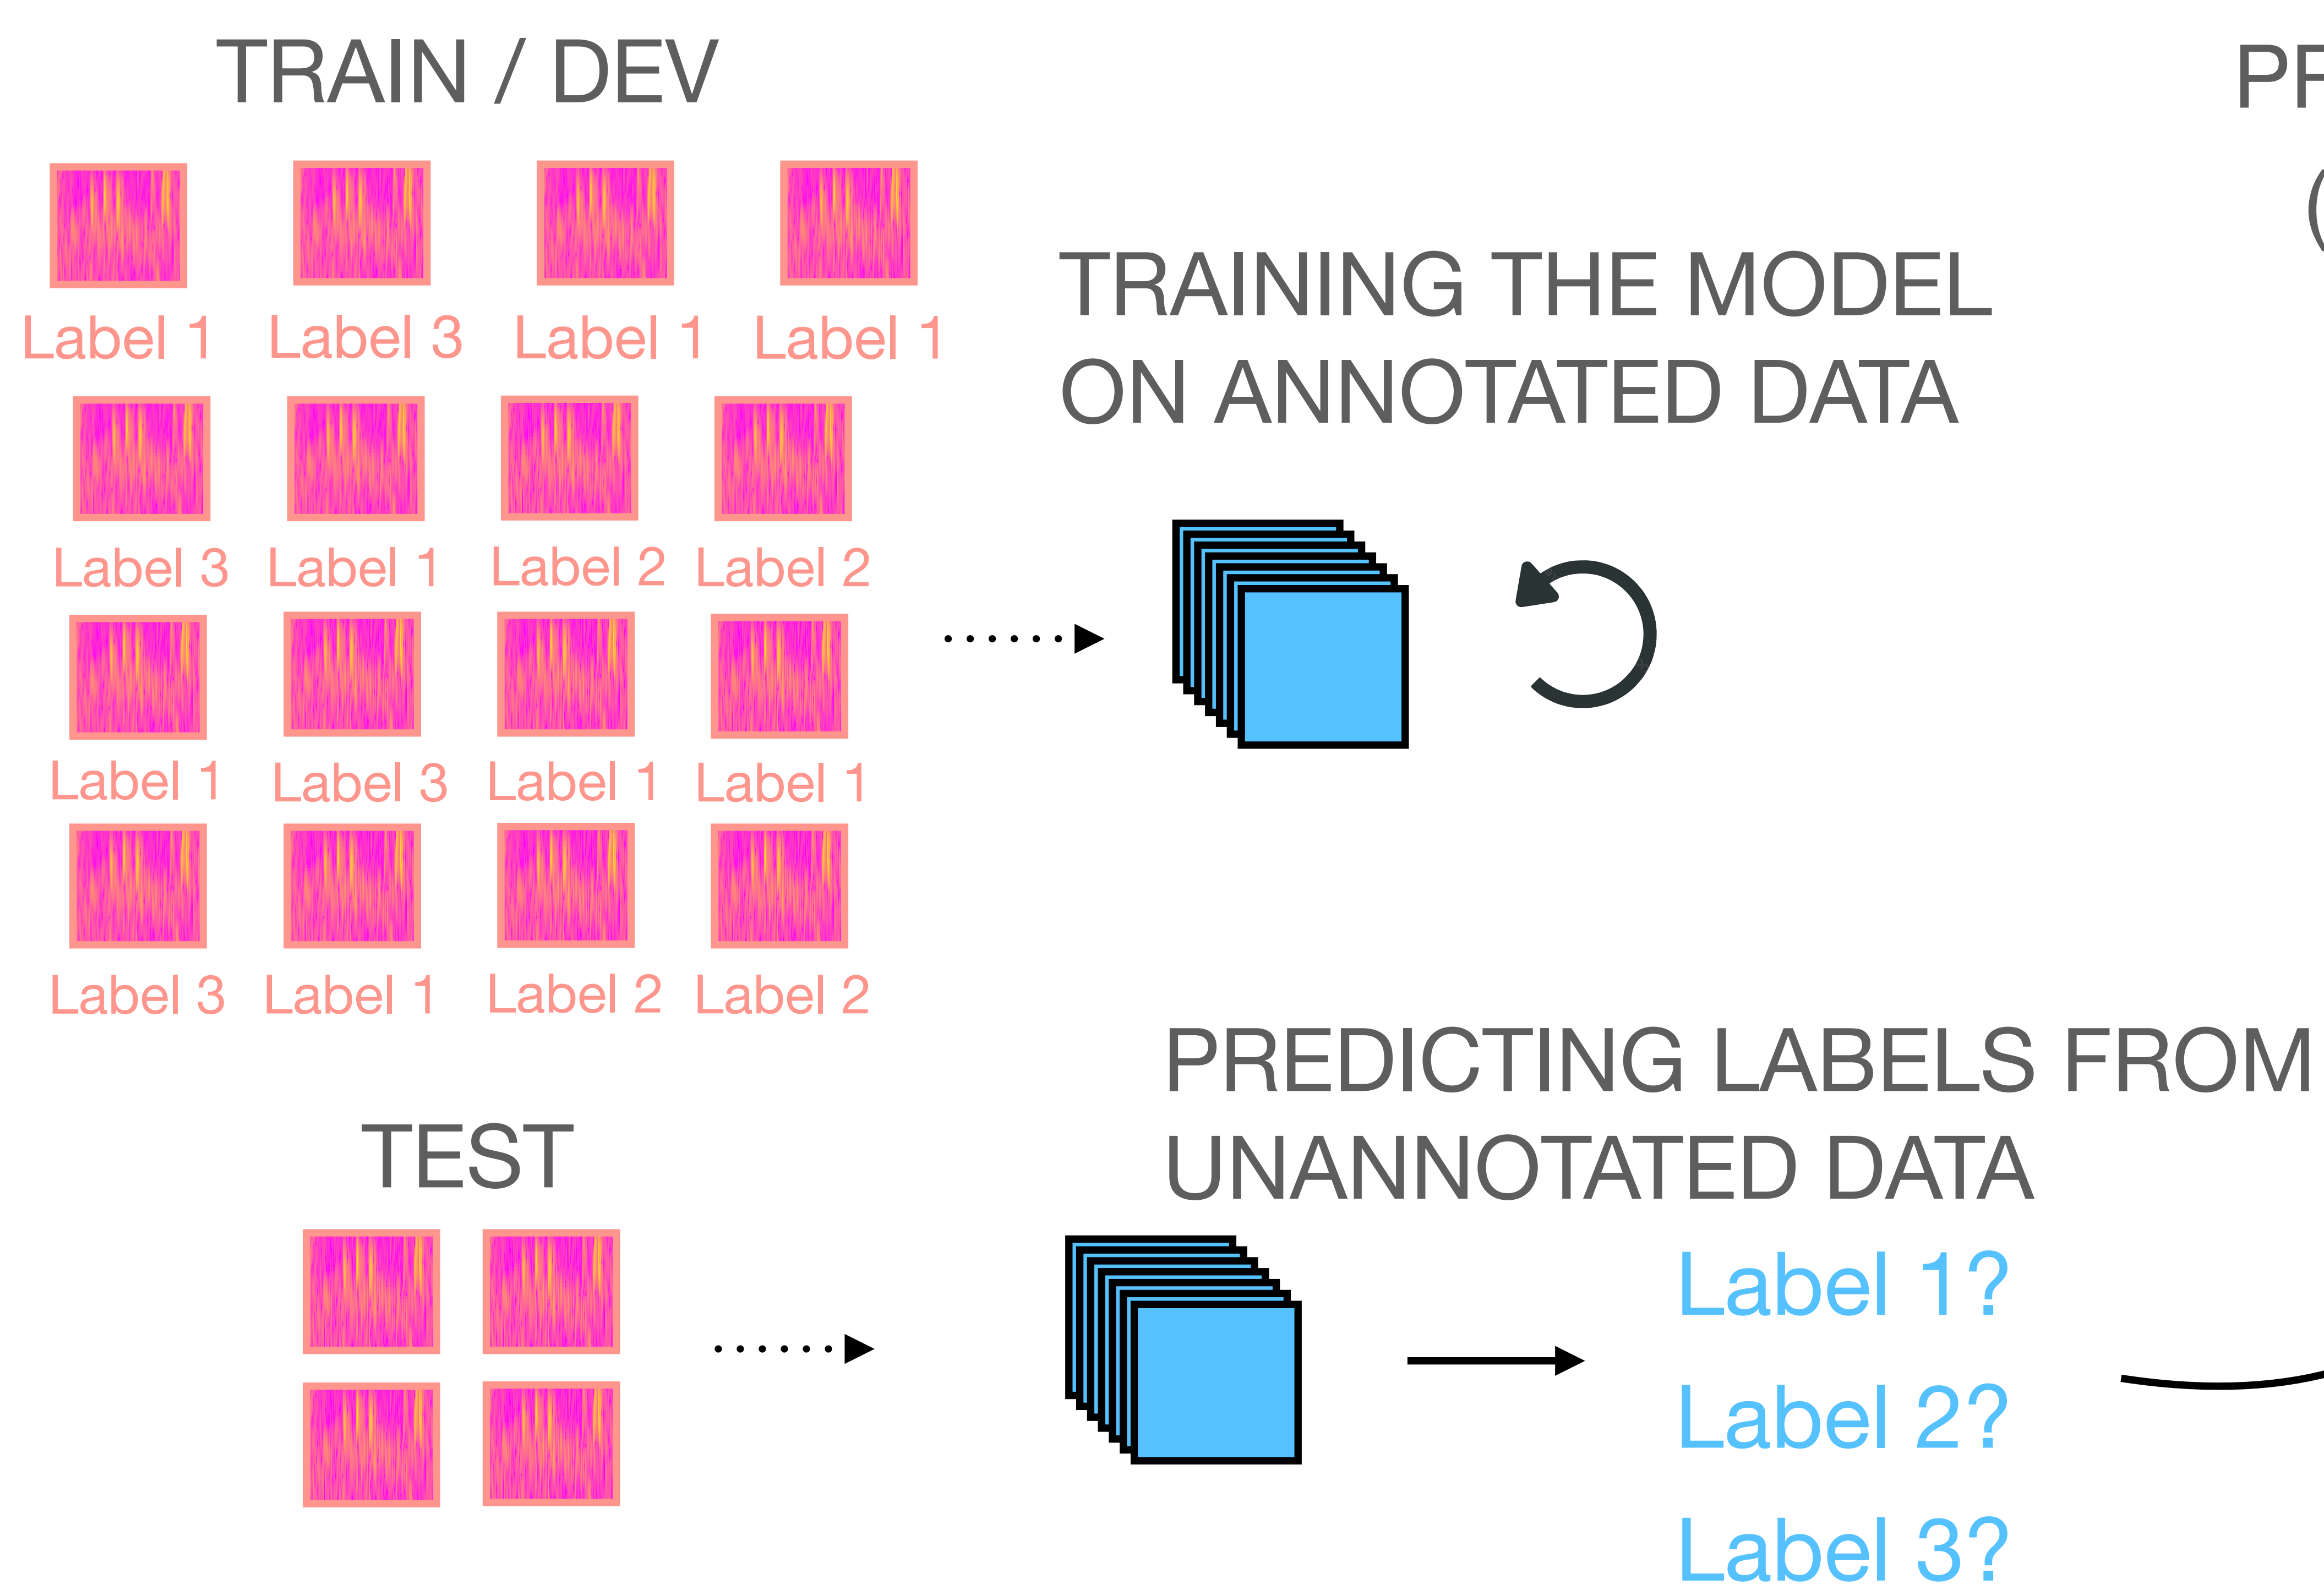 TRAIN / DEV
Label 1 Label 3 Label 1 Label 1
Label 3 Label 1 Label 2 Label 2
Label 1 Label 3 Label 1 Label 1
Label 3 Label 1 Label 2 Label 2
TRAINING THE MODEL
ON ANNOTATED DATA
TEST
PREDICTING LABELS FROM
UNANNOTATED DATA
Label 1?
Label 2?
Label 3?